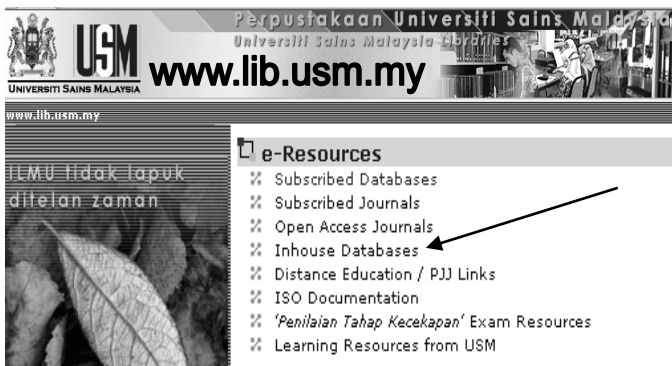 Perpustakaan Universiti Sains Malaysia
Universiti Sains Malaysia Libraries
USM
UNIVERSITI SAINS MALAYSIA
www.lib.usm.my
www.lib.usm.my
ILMU tidak lapuk
ditelan zaman
e-Resources
Subscribed Databases
Subscribed Journals
Open Access Journals
Inhouse Databases
Distance Education / PJJ Links
ISO Documentation
'Penilaian Tahap Kecekapan' Exam Resources
Learning Resources from USM